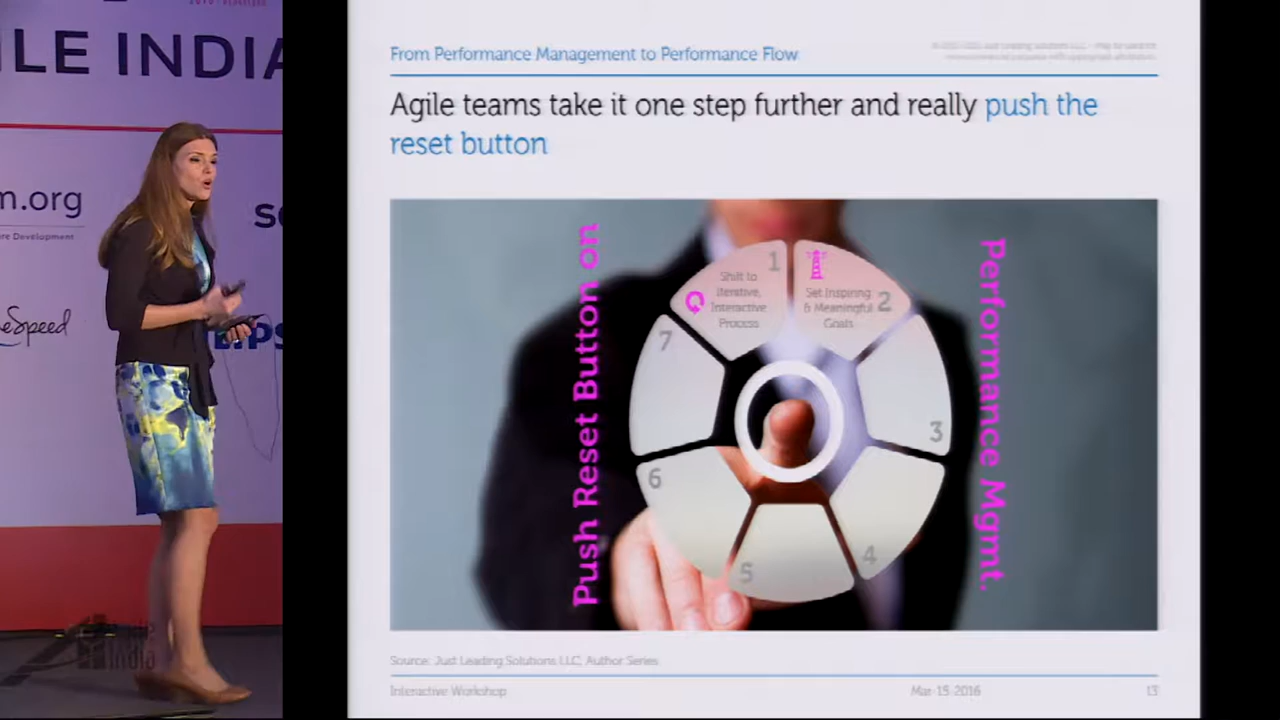 ILE INDIA
m.org
are Development
eSpeed
From Performance Management to Performance Flow
Agile teams take it one step further and really push the
reset button
Push Reset Button on
Performance Mgmt.
1
Shift to
Iterative,
Interactive
Process
Set Inspiring
& Meaningful
Goals
2
3
4
5
6
7
Source: Just Leading Solutions LLC, Author Series
Interactive Workshop
Mar-15-2016
13